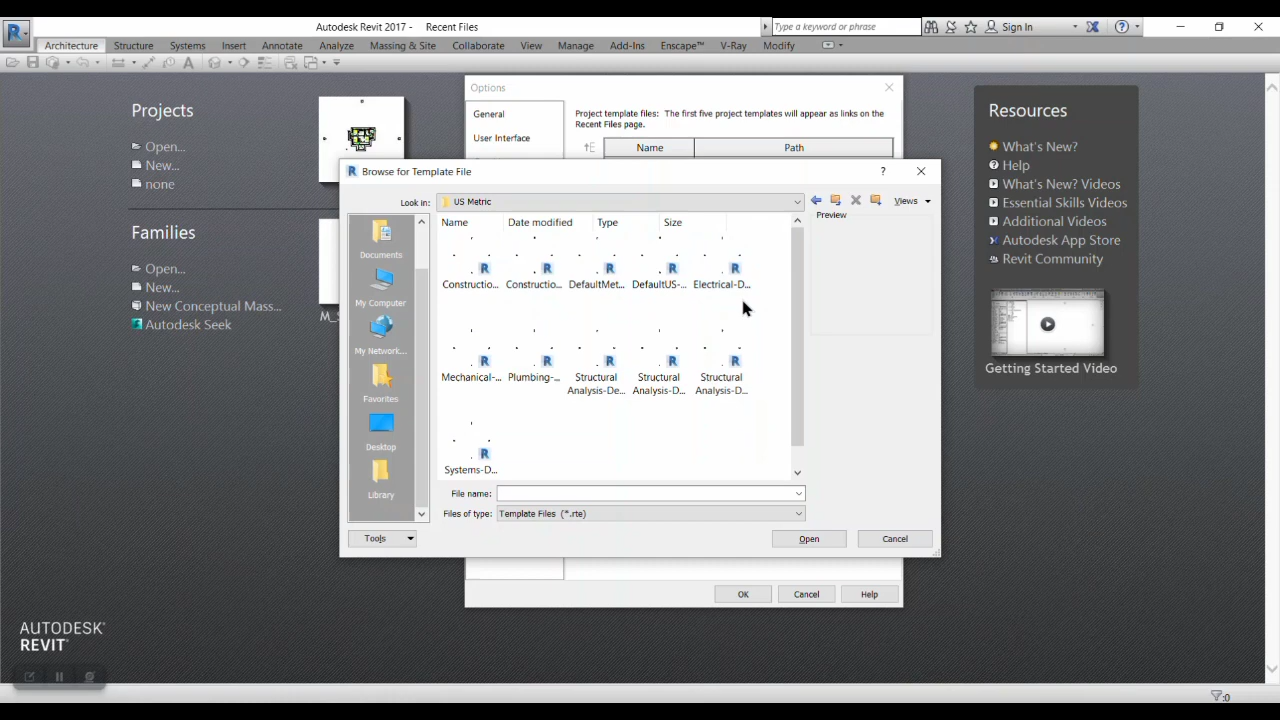 Autodesk Revit 2017 - Recent Files
Type a keyword or phrase
Sign In
Architecture Structure Systems Insert Annotate Analyze Massing & Site Collaborate View Manage Add-Ins Enscape™ V-Ray Modify
Projects
Open...
New...
none
Families
Open...
New...
New Conceptual Mass...
Autodesk Seek
M_S
Options
General
User Interface
Project template files: The first five project templates will appear as links on the
Recent Files page.
Name Path
Browse for Template File
Look in: US Metric
Views
Documents
My Computer
My Network...
Favorites
Desktop
Library
Name Date modified Type Size
Constructio... Constructio... DefaultMet... DefaultUS-... Electrical-D...
Mechanical-... Plumbing-... Structural Structural Structural
Analysis-De... Analysis-D... Analysis-D...
Systems-D...
Preview
File name:
Files of type: Template Files (*.rte)
Tools
Open Cancel
OK Cancel Help
Resources
What's New?
Help
What's New? Videos
Essential Skills Videos
Additional Videos
Autodesk App Store
Revit Community
Getting Started Video
AUTODESK®
REVIT®
:0